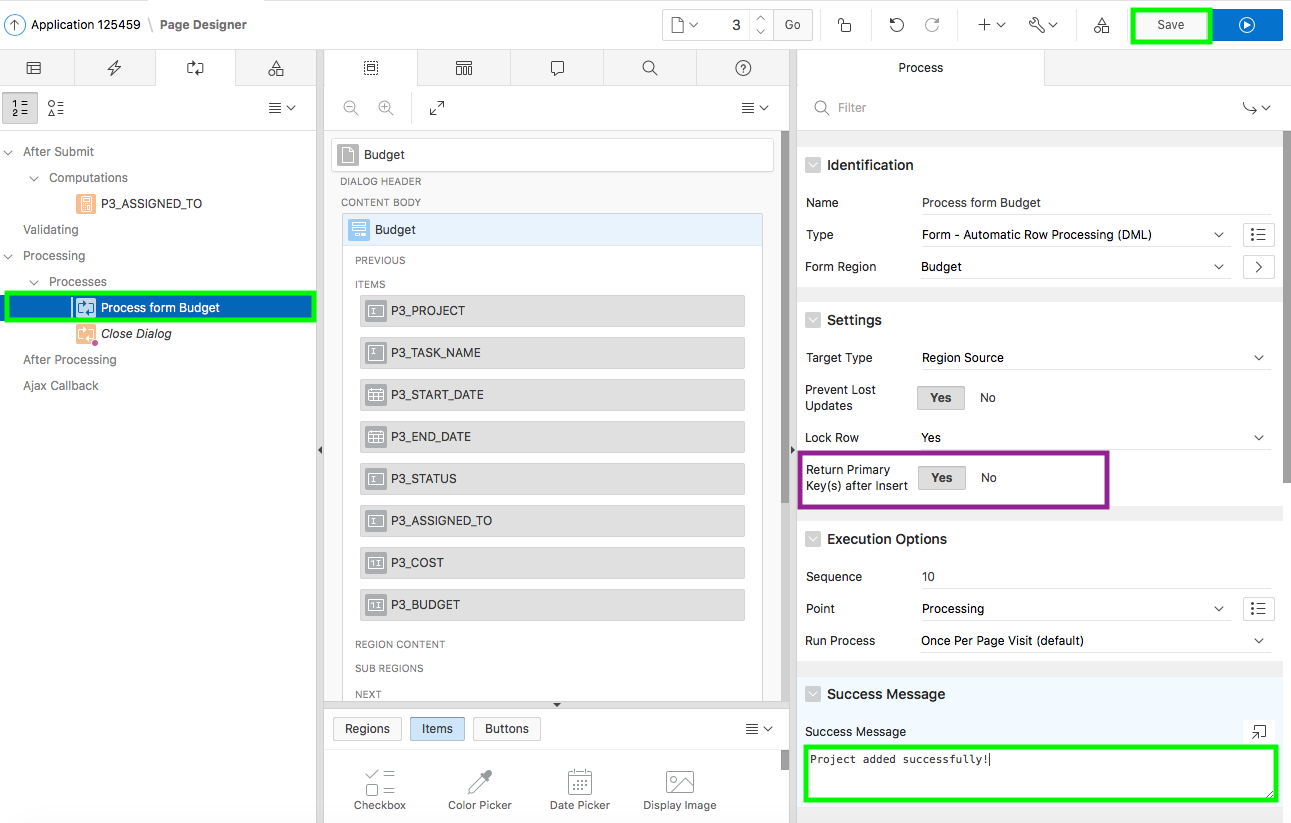 Application 125459 \ Page Designer
3 Go Save
Process
1 2
Filter
After Submit
Computations
P3_ASSIGNED_TO
Validating
Processing
Processes
Process form Budget
Close Dialog
After Processing
Ajax Callback
Budget
DIALOG HEADER
CONTENT BODY
Budget
PREVIOUS
ITEMS
P3_PROJECT
P3_TASK_NAME
P3_START_DATE
P3_END_DATE
P3_STATUS
P3_ASSIGNED_TO
P3_COST
P3_BUDGET
REGION CONTENT
SUB REGIONS
NEXT
Regions Items Buttons
Checkbox Color Picker Date Picker Display Image
Identification
Name Process form Budget
Type Form - Automatic Row Processing (DML)
Form Region Budget
Settings
Target Type Region Source
Prevent Lost
Updates Yes No
Lock Row Yes
Return Primary
Key(s) after Insert Yes No
Execution Options
Sequence 10
Point Processing
Run Process Once Per Page Visit (default)
Success Message
Success Message
Project added successfully!